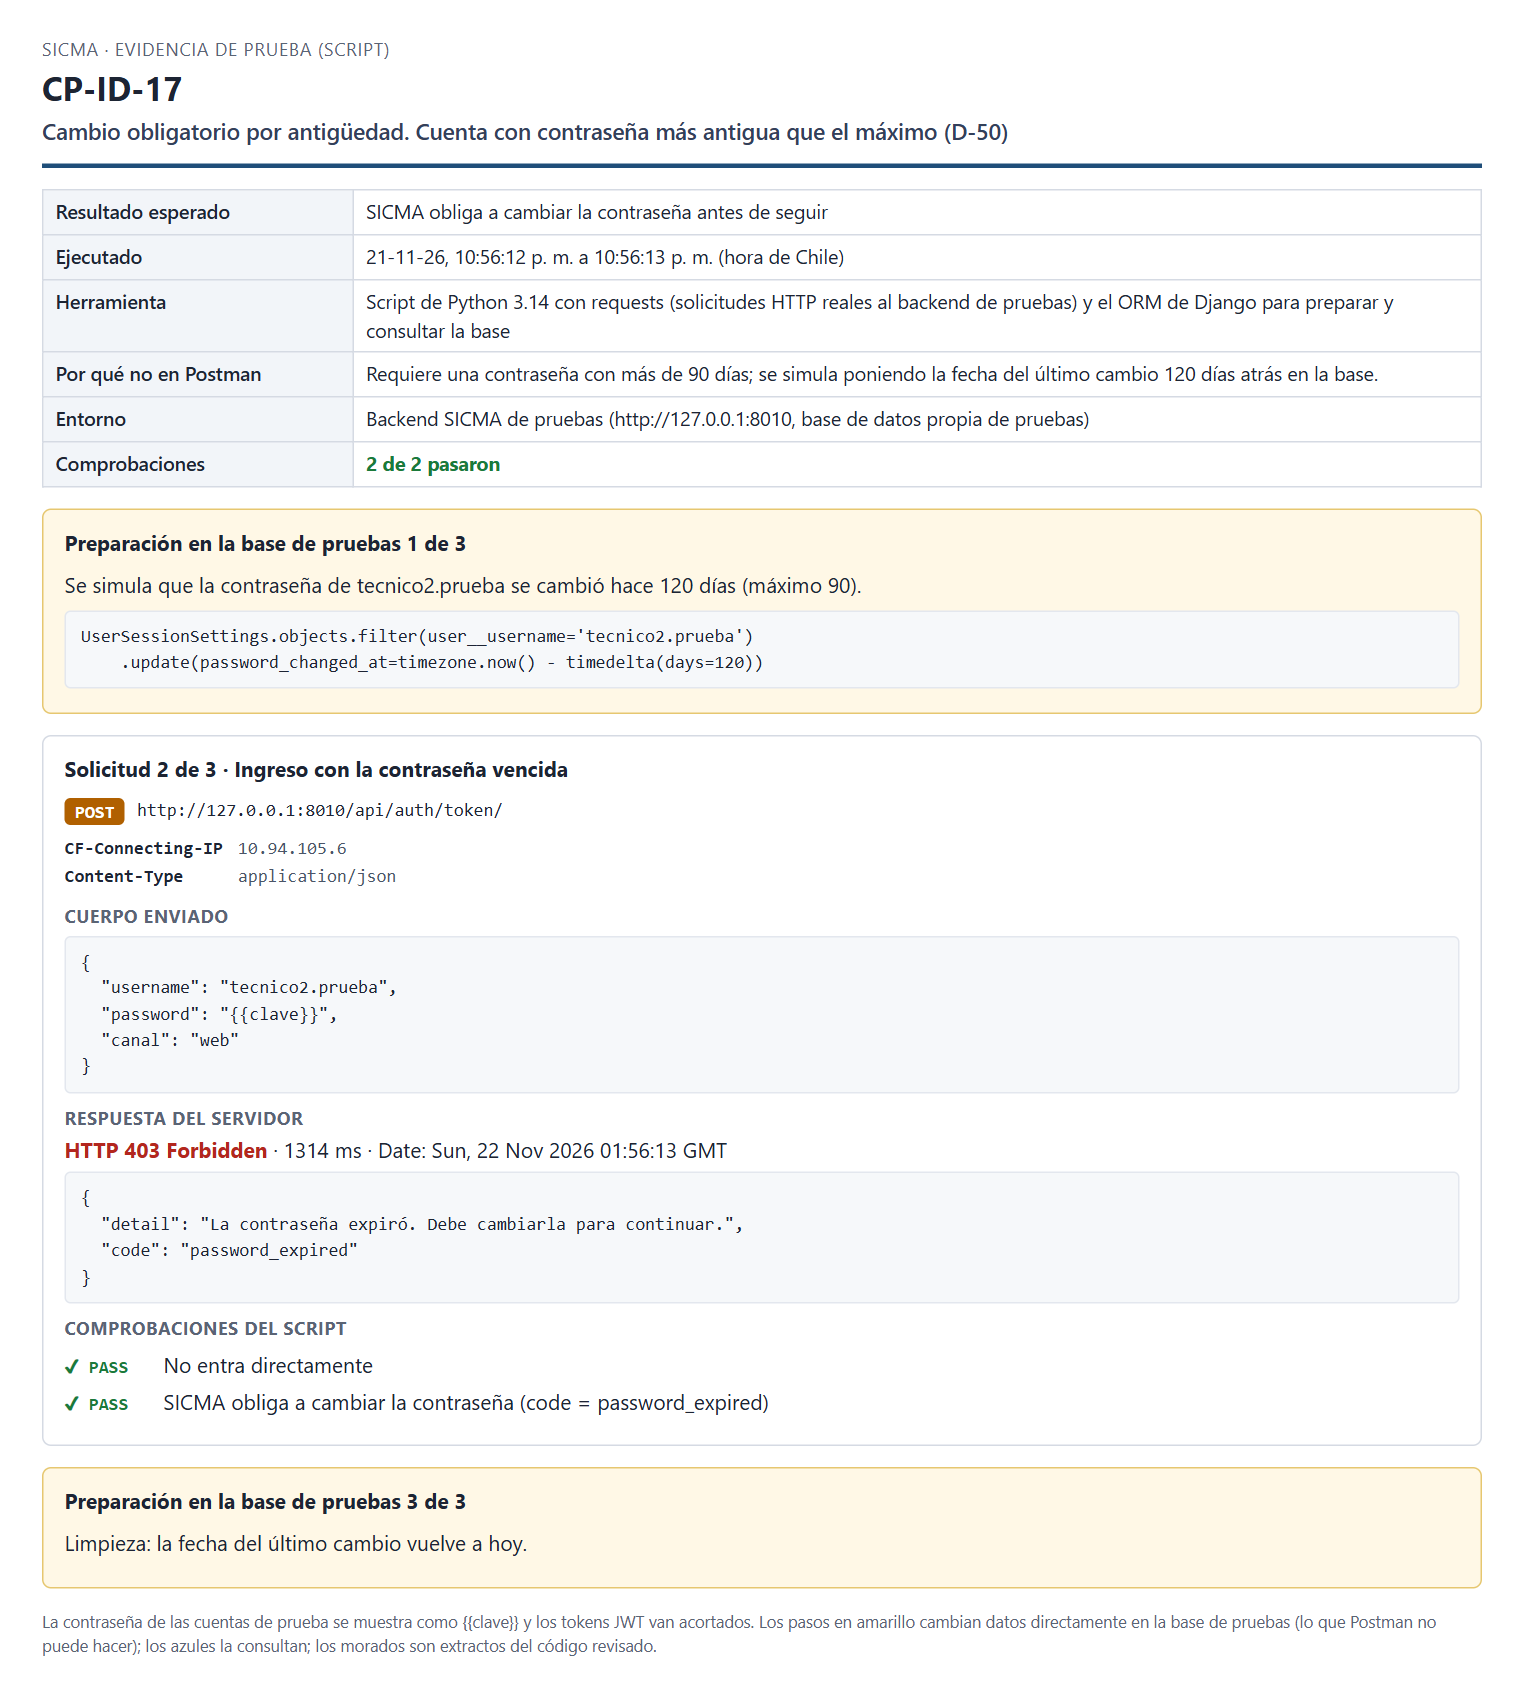 SICMA · EVIDENCIA DE PRUEBA (SCRIPT)
CP-ID-17
Cambio obligatorio por antigüedad. Cuenta con contraseña más antigua que el máximo (D-50)
Resultado esperado SICMA obliga a cambiar la contraseña antes de seguir
Ejecutado 21-11-26, 10:56:12 p. m. a 10:56:13 p. m. (hora de Chile)
Herramienta Script de Python 3.14 con requests (solicitudes HTTP reales al backend de pruebas) y el ORM de Django para preparar y
consultar la base
Por qué no en Postman Requiere una contraseña con más de 90 días; se simula poniendo la fecha del último cambio 120 días atrás en la base.
Entorno Backend SICMA de pruebas (http://127.0.0.1:8010, base de datos propia de pruebas)
Comprobaciones 2 de 2 pasaron
Preparación en la base de pruebas 1 de 3
Se simula que la contraseña de tecnico2.prueba se cambió hace 120 días (máximo 90).
UserSessionSettings.objects.filter(user__username='tecnico2.prueba')
    .update(password_changed_at=timezone.now() - timedelta(days=120))
Solicitud 2 de 3 · Ingreso con la contraseña vencida
POST http://127.0.0.1:8010/api/auth/token/
CF-Connecting-IP 10.94.105.6
Content-Type application/json
CUERPO ENVIADO
{
  "username": "tecnico2.prueba",
  "password": "{{clave}}",
  "canal": "web"
}
RESPUESTA DEL SERVIDOR
HTTP 403 Forbidden · 1314 ms · Date: Sun, 22 Nov 2026 01:56:13 GMT
{
  "detail": "La contraseña expiró. Debe cambiarla para continuar.",
  "code": "password_expired"
}
COMPROBACIONES DEL SCRIPT
✔ PASS No entra directamente
✔ PASS SICMA obliga a cambiar la contraseña (code = password_expired)
Preparación en la base de pruebas 3 de 3
Limpieza: la fecha del último cambio vuelve a hoy.
La contraseña de las cuentas de prueba se muestra como {{clave}} y los tokens JWT van acortados. Los pasos en amarillo cambian datos directamente en la base de pruebas (lo que Postman no
puede hacer); los azules la consultan; los morados son extractos del código revisado.